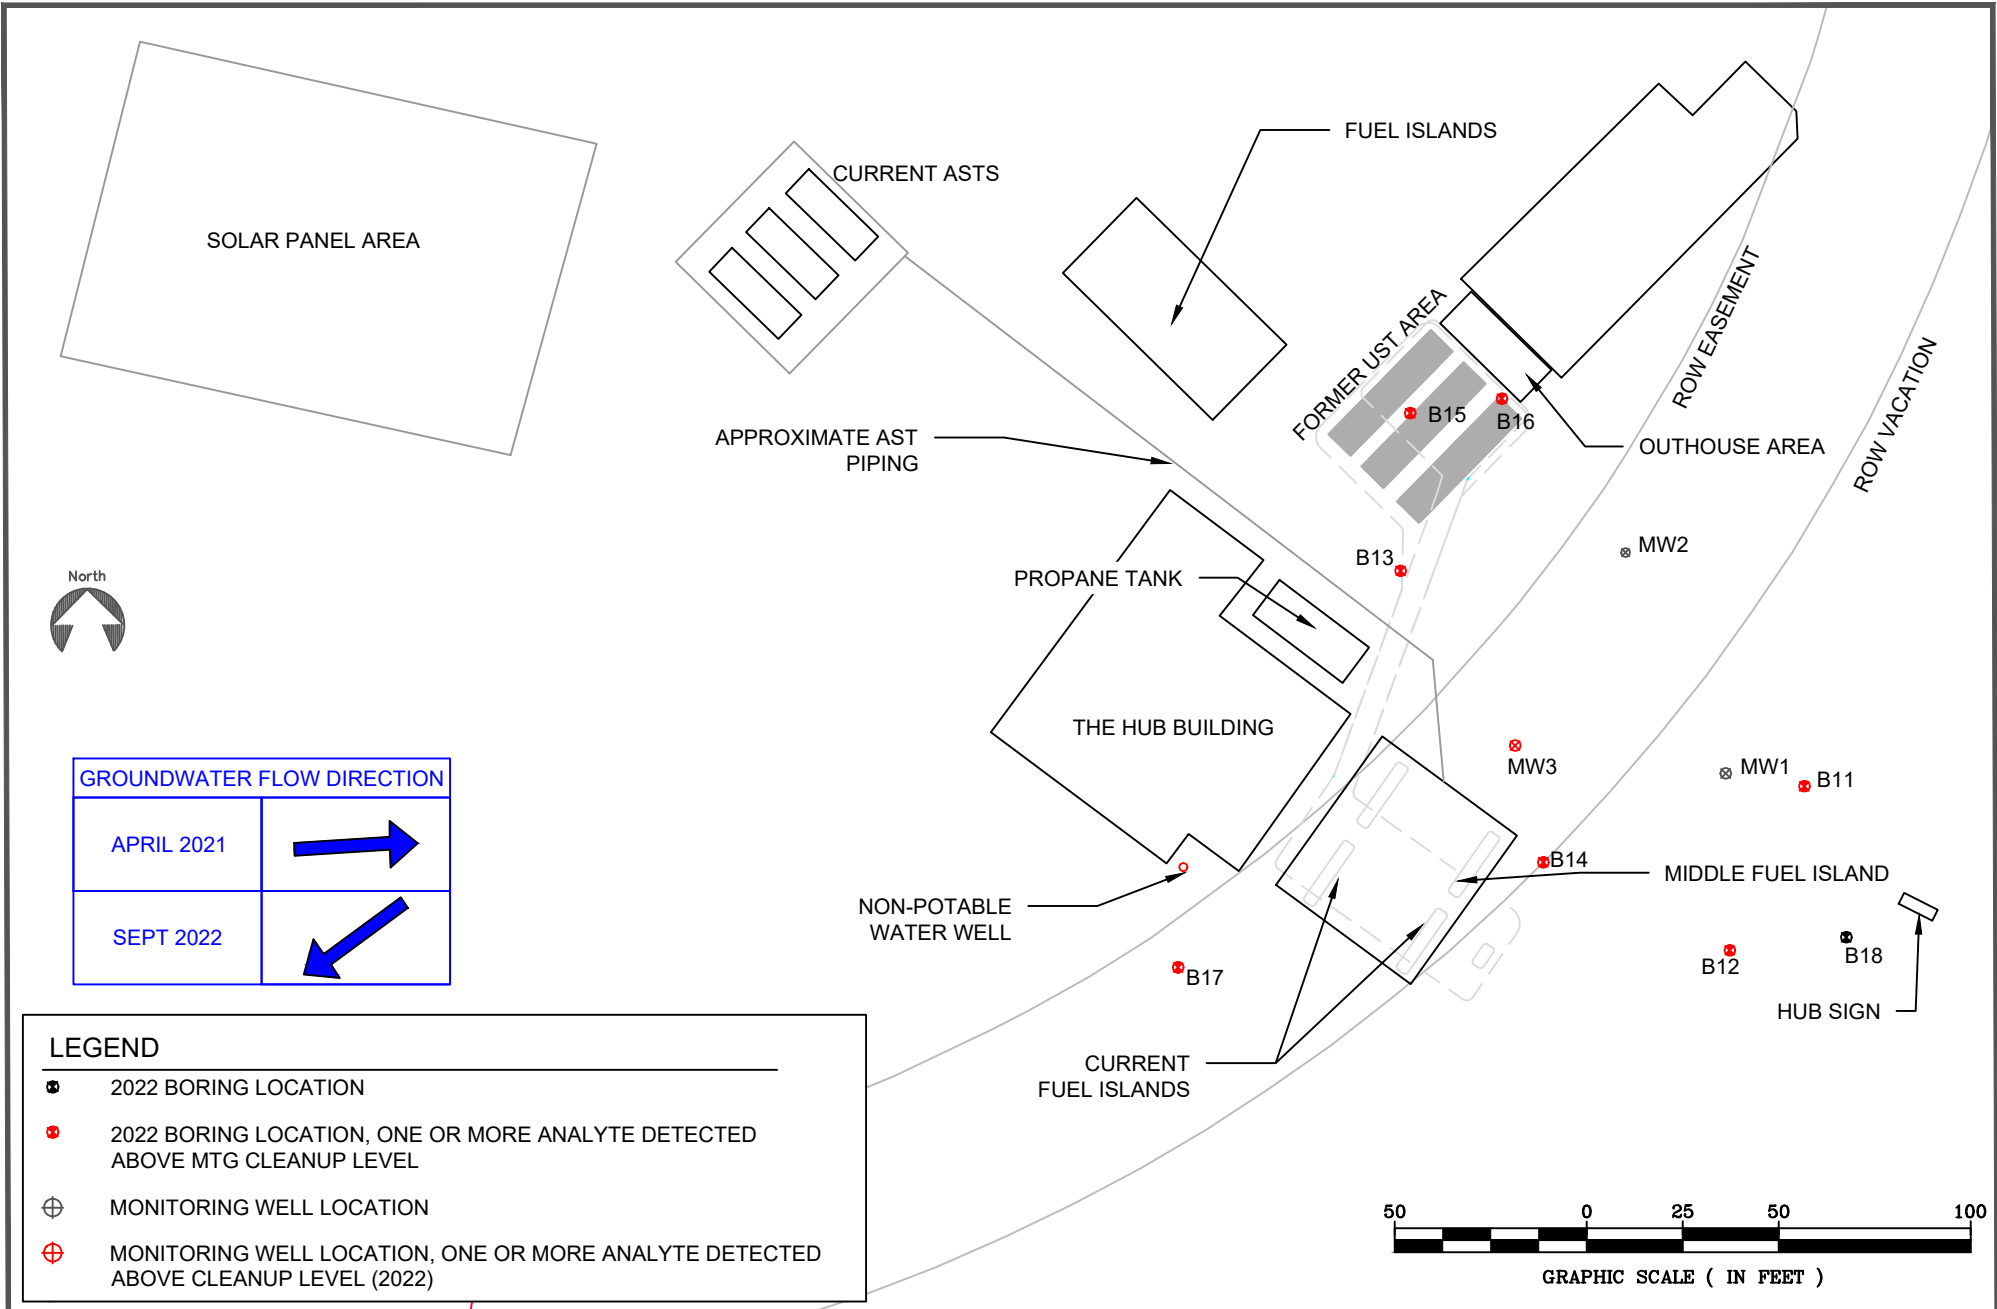 FUEL ISLANDS
CURRENT ASTS
SOLAR PANEL AREA
ROW EASEMENT
FORMER UST AREA
ROW VACATION
B15
B16
APPROXIMATE AST
PIPING
OUTHOUSE AREA
MW2
B13
North
PROPANE TANK
THE HUB BUILDING
MW3
MW1
B11
GROUNDWATER FLOW DIRECTION
APRIL 2021
SEPT 2022
B14
MIDDLE FUEL ISLAND
NON-POTABLE
WATER WELL
B17
B12
B18
HUB SIGN
CURRENT
FUEL ISLANDS
LEGEND
2022 BORING LOCATION
2022 BORING LOCATION, ONE OR MORE ANALYTE DETECTED
ABOVE MTG CLEANUP LEVEL
MONITORING WELL LOCATION
MONITORING WELL LOCATION, ONE OR MORE ANALYTE DETECTED
ABOVE CLEANUP LEVEL (2022)
50 0 25 50 100
GRAPHIC SCALE ( IN FEET )